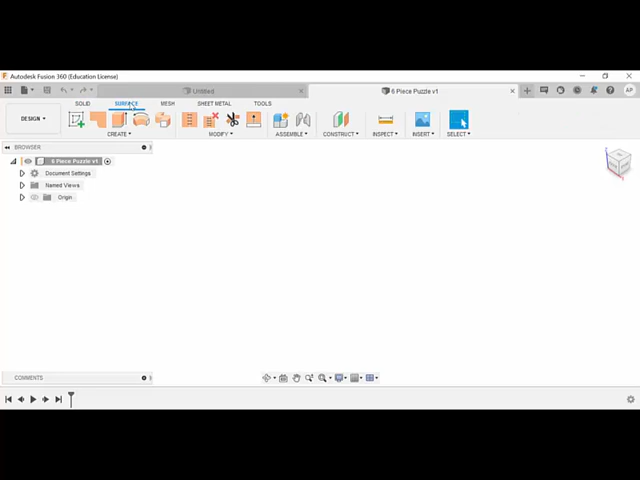 Autodesk Fusion 360 (Education License)
Untitled
6 Piece Puzzle v1
AP
SOLID SURFACE MESH SHEET METAL TOOLS
DESIGN
CREATE MODIFY ASSEMBLE CONSTRUCT INSPECT INSERT SELECT
BROWSER
6 Piece Puzzle v1
Document Settings
Named Views
Origin
COMMENTS